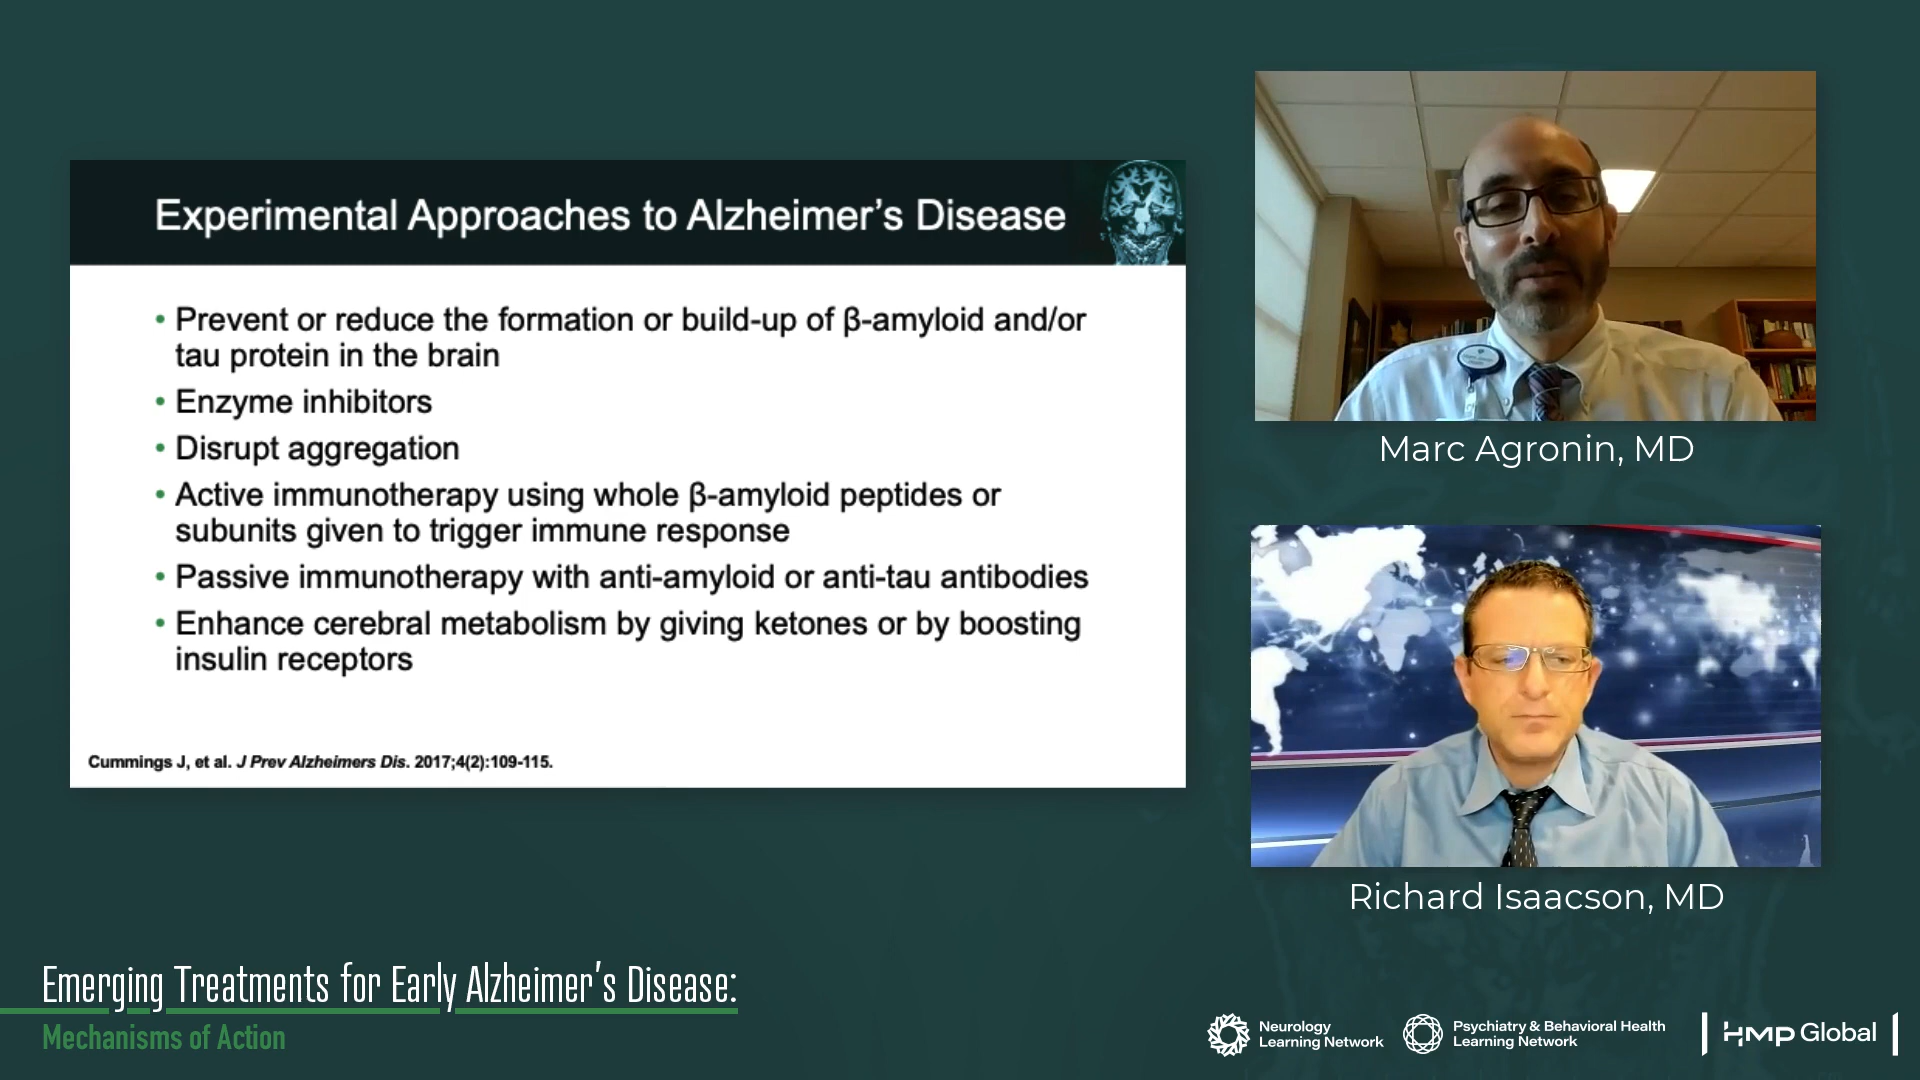 Experimental Approaches to Alzheimer's Disease
• Prevent or reduce the formation or build-up of β-amyloid and/or
tau protein in the brain
• Enzyme inhibitors
• Disrupt aggregation
• Active immunotherapy using whole β-amyloid peptides or
subunits given to trigger immune response
• Passive immunotherapy with anti-amyloid or anti-tau antibodies
• Enhance cerebral metabolism by giving ketones or by boosting
insulin receptors
Cummings J, et al. J Prev Alzheimers Dis. 2017;4(2):109-115.
Marc Agronin, MD
Richard Isaacson, MD
Emerging Treatments for Early Alzheimer's Disease:
Mechanisms of Action
Neurology
Learning Network
Psychiatry & Behavioral Health
Learning Network
HMP Global